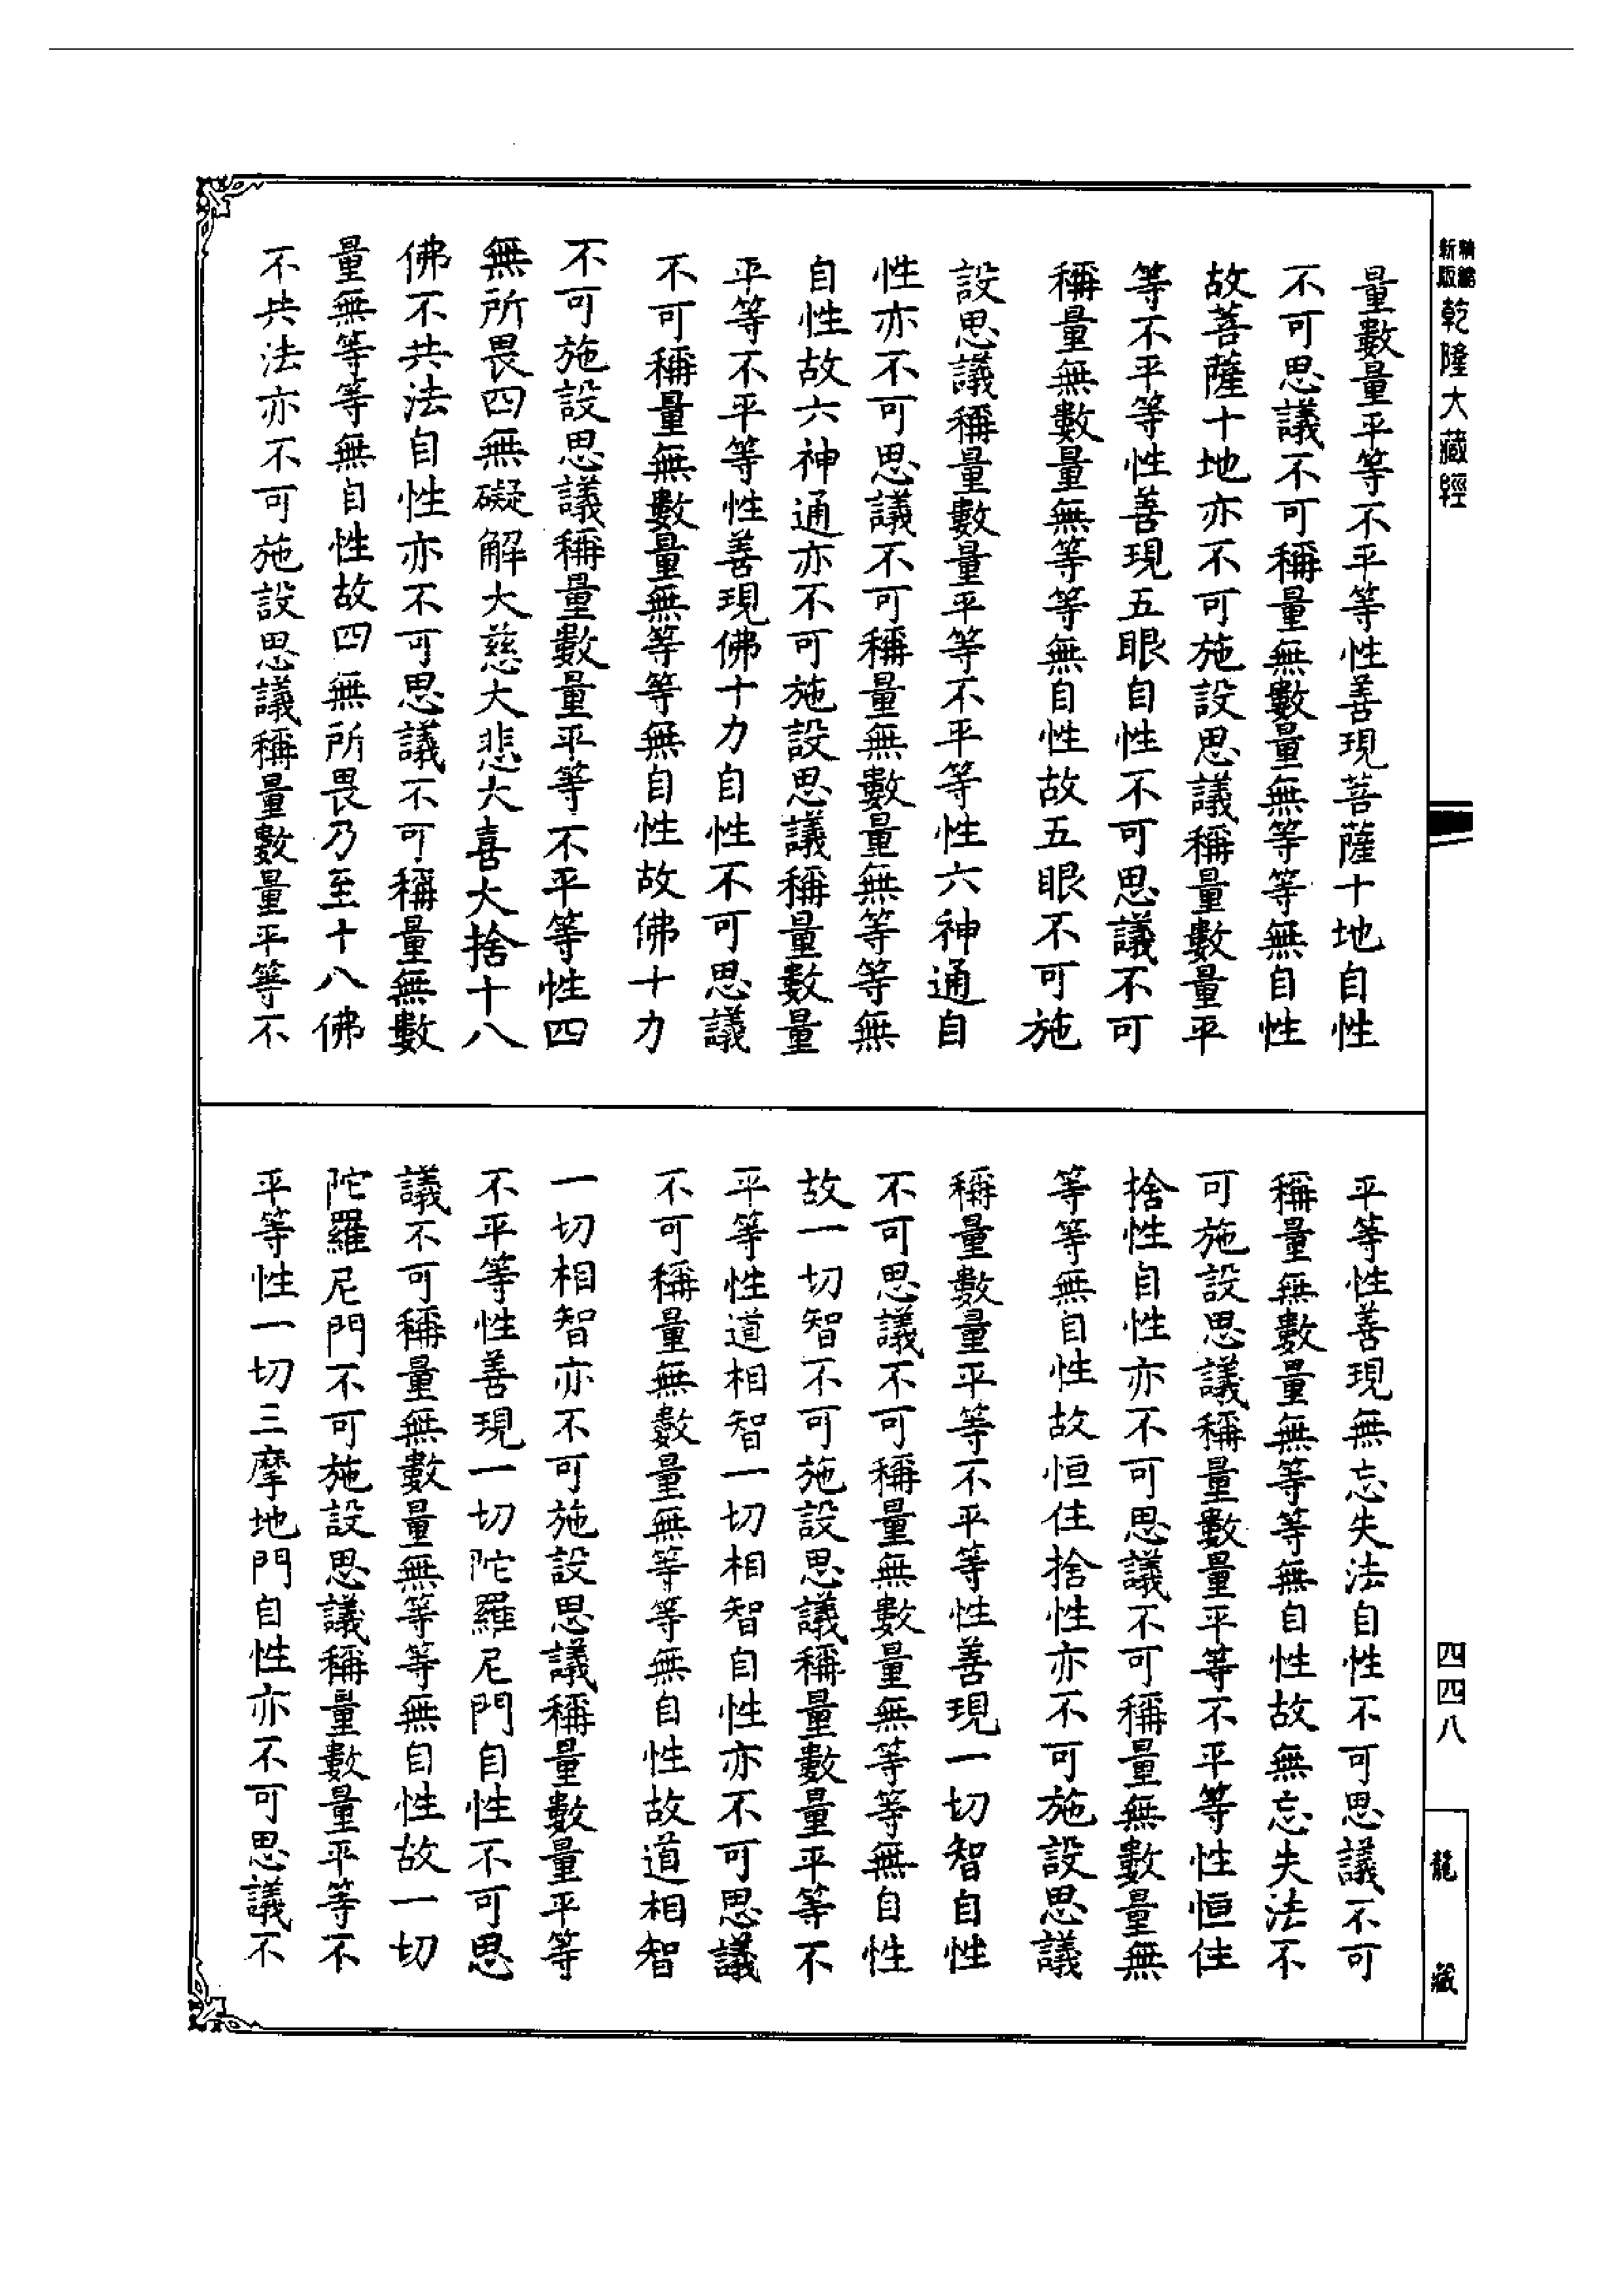 新版
精縮
乾隆大藏經
量數量平等不平等性善現菩薩十地自性
不可思議不可稱量無數量無等等無自性
故菩薩十地亦不可施設思議稱量數量平
等不平等性善現五眼自性不可思議不可
稱量無數量無等等無自性故五眼不可施
設思議稱量數量平等不平等性六神通自
性亦不可思議不可稱量無數量無等等無
自性故六神通亦不可施設思議稱量數量
平等不平等性善現佛十力自性不可思議
不可稱量無數量無等等無自性故佛十力
不可施設思議稱量數量平等不平等性四
無所畏四無礙解大慈大悲大喜大捨十八
佛不共法自性亦不可思議不可稱量無數
量無等等無自性故四無所畏乃至十八佛
不共法亦不可施設思議稱量數量平等不
平等性善現無忘失法自性不可思議不可
稱量無數量無等等無自性故無忘失法不
可施設思議稱量數量平等不平等性恒住
捨性自性亦不可思議不可稱量無數量無
等等無自性故恒住捨性亦不可施設思議
稱量數量平等不平等性善現一切智自性
不可思議不可稱量無數量無等等無自性
故一切智不可施設思議稱量數量平等不
平等性道相智一切相智自性亦不可思議
不可稱量無數量無等等無自性故道相智
一切相智亦不可施設思議稱量數量平等
不平等性善現一切陀羅尼門自性不可思
議不可稱量無數量無等等無自性故一切
陀羅尼門不可施設思議稱量數量平等不
平等性一切三摩地門自性亦不可思議不
四四八
龍藏